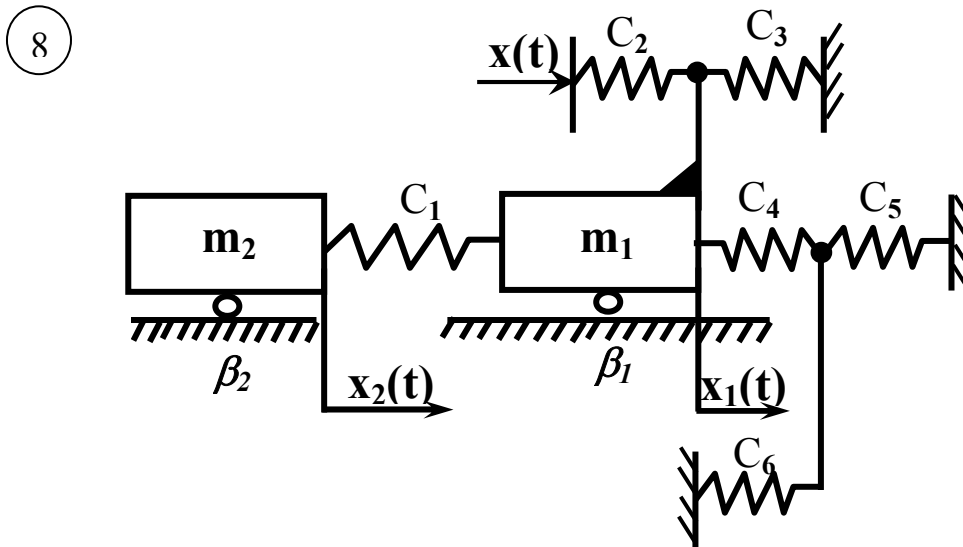 8
x(t) C₂ C₃
C₁ C₄ C₅
m₂ m₁
β₂ β₁
x₂(t) x₁(t)
C₆